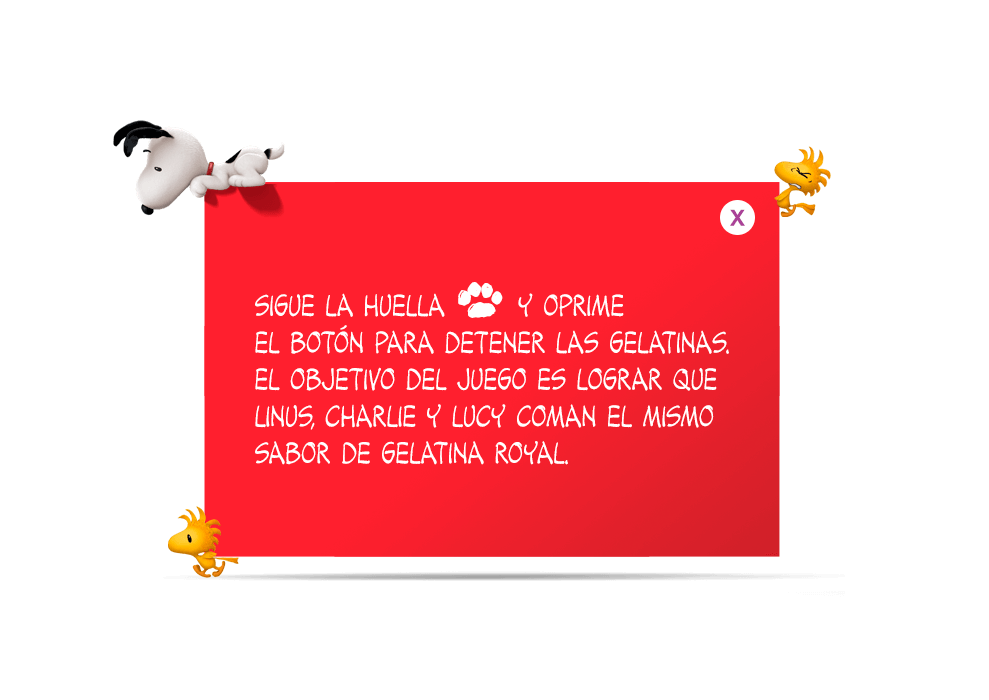 X
SIGUE LA HUELLA Y OPRIME
EL BOTÓN PARA DETENER LAS GELATINAS.
EL OBJETIVO DEL JUEGO ES LOGRAR QUE
LINUS, CHARLIE Y LUCY COMAN EL MISMO
SABOR DE GELATINA ROYAL.